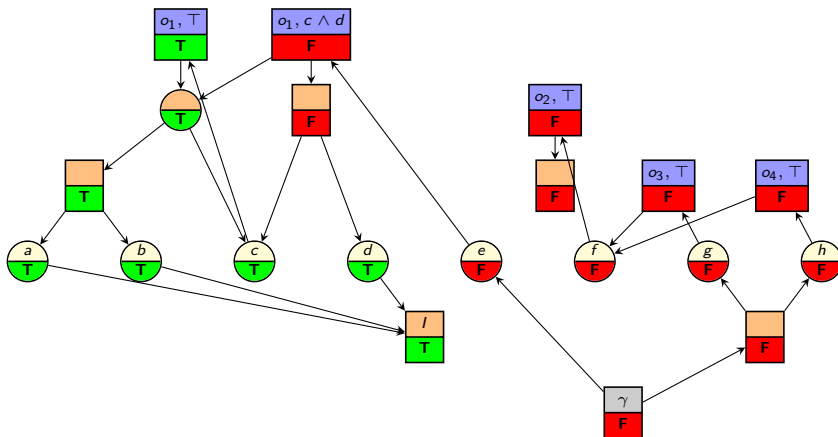 o₁, ⊤
T
o₁, c ∧ d
F
T
F
o₂, ⊤
F
T
F
o₃, ⊤
F
o₄, ⊤
F
a
T
b
T
c
T
d
T
e
F
f
F
g
F
h
F
I
T
F
γ
F